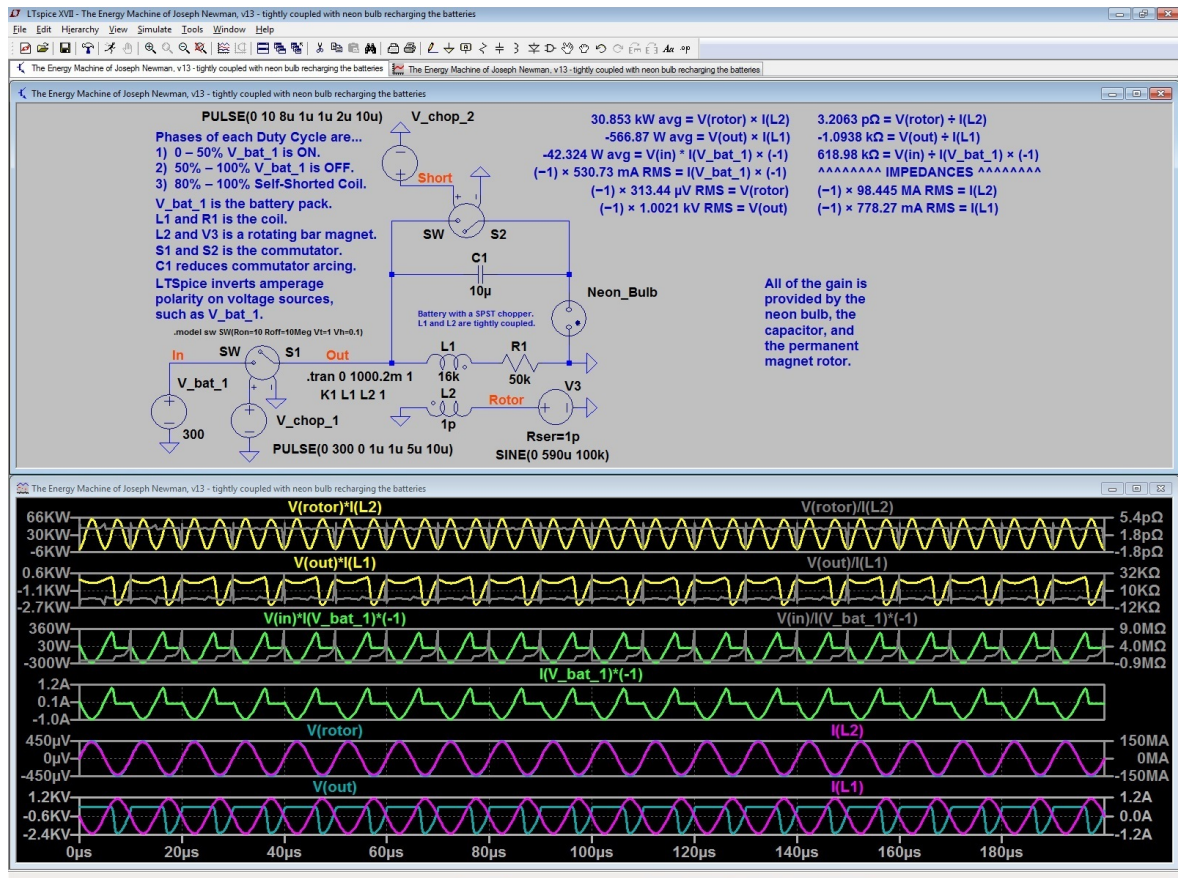 LTspice XVII - The Energy Machine of Joseph Newman, v13 - tightly coupled with neon bulb recharging the batteries
File Edit Hierarchy View Simulate Tools Window Help
The Energy Machine of Joseph Newman, v13 - tightly coupled with neon bulb recharging the batteries
The Energy Machine of Joseph Newman, v13 - tightly coupled with neon bulb recharging the batteries
The Energy Machine of Joseph Newman, v13 - tightly coupled with neon bulb recharging the batteries
PULSE(0 10 8u 1u 1u 2u 10u)
V_chop_2
Phases of each Duty Cycle are...
1) 0 – 50% V_bat_1 is ON.
2) 50% – 100% V_bat_1 is OFF.
3) 80% – 100% Self-Shorted Coil.
V_bat_1 is the battery pack.
L1 and R1 is the coil.
L2 and V3 is a rotating bar magnet.
S1 and S2 is the commutator.
C1 reduces commutator arcing.
LTSpice inverts amperage
polarity on voltage sources,
such as V_bat_1.
.model sw SW(Ron=10 Roff=10Meg Vt=1 Vh=0.1)
Short
SW S2
C1
10µ
Neon_Bulb
Battery with a SPST chopper.
L1 and L2 are tightly coupled.
30.853 kW avg = V(rotor) × I(L2)
-566.87 W avg = V(out) × I(L1)
-42.324 W avg = V(in) * I(V_bat_1) × (-1)
(−1) × 530.73 mA RMS = I(V_bat_1) × (-1)
(−1) × 313.44 µV RMS = V(rotor)
(−1) × 1.0021 kV RMS = V(out)
3.2063 pΩ = V(rotor) ÷ I(L2)
-1.0938 kΩ = V(out) ÷ I(L1)
618.98 kΩ = V(in) ÷ I(V_bat_1) × (-1)
^^^^^^^^ IMPEDANCES ^^^^^^^^
(−1) × 98.445 MA RMS = I(L2)
(−1) × 778.27 mA RMS = I(L1)
All of the gain is
provided by the
neon bulb, the
capacitor, and
the permanent
magnet rotor.
In
SW S1
Out
L1
16k
R1
50k
.tran 0 1000.2m 1
K1 L1 L2 1
V_bat_1
300
V_chop_1
PULSE(0 300 0 1u 1u 5u 10u)
L2
1p
Rotor
V3
Rser=1p
SINE(0 590u 100k)
The Energy Machine of Joseph Newman, v13 - tightly coupled with neon bulb recharging the batteries
V(rotor)*I(L2) V(rotor)/I(L2)
66KW 5.4pΩ
30KW 1.8pΩ
-6KW -1.8pΩ
V(out)*I(L1) V(out)/I(L1)
0.6KW 32KΩ
-1.1KW 10KΩ
-2.7KW -12KΩ
V(in)*I(V_bat_1)*(-1) V(in)/I(V_bat_1)*(-1)
360W 9.0MΩ
30W 4.0MΩ
-300W -0.9MΩ
I(V_bat_1)*(-1)
1.2A
0.1A
-1.0A
V(rotor) I(L2)
450µV 150MA
0µV 0MA
-450µV -150MA
V(out) I(L1)
1.2KV 1.2A
-0.6KV 0.0A
-2.4KV -1.2A
0µs 20µs 40µs 60µs 80µs 100µs 120µs 140µs 160µs 180µs